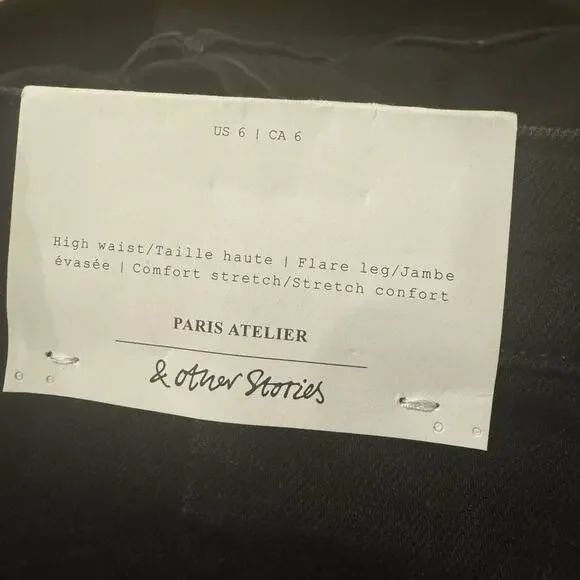 US 6 | CA 6
High waist/Taille haute | Flare leg/Jambe
évasée | Comfort stretch/Stretch confort
PARIS ATELIER
& other Stories